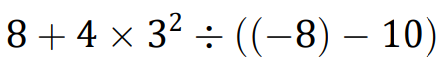 8 + 4 × 3² ÷ ((−8) − 10)